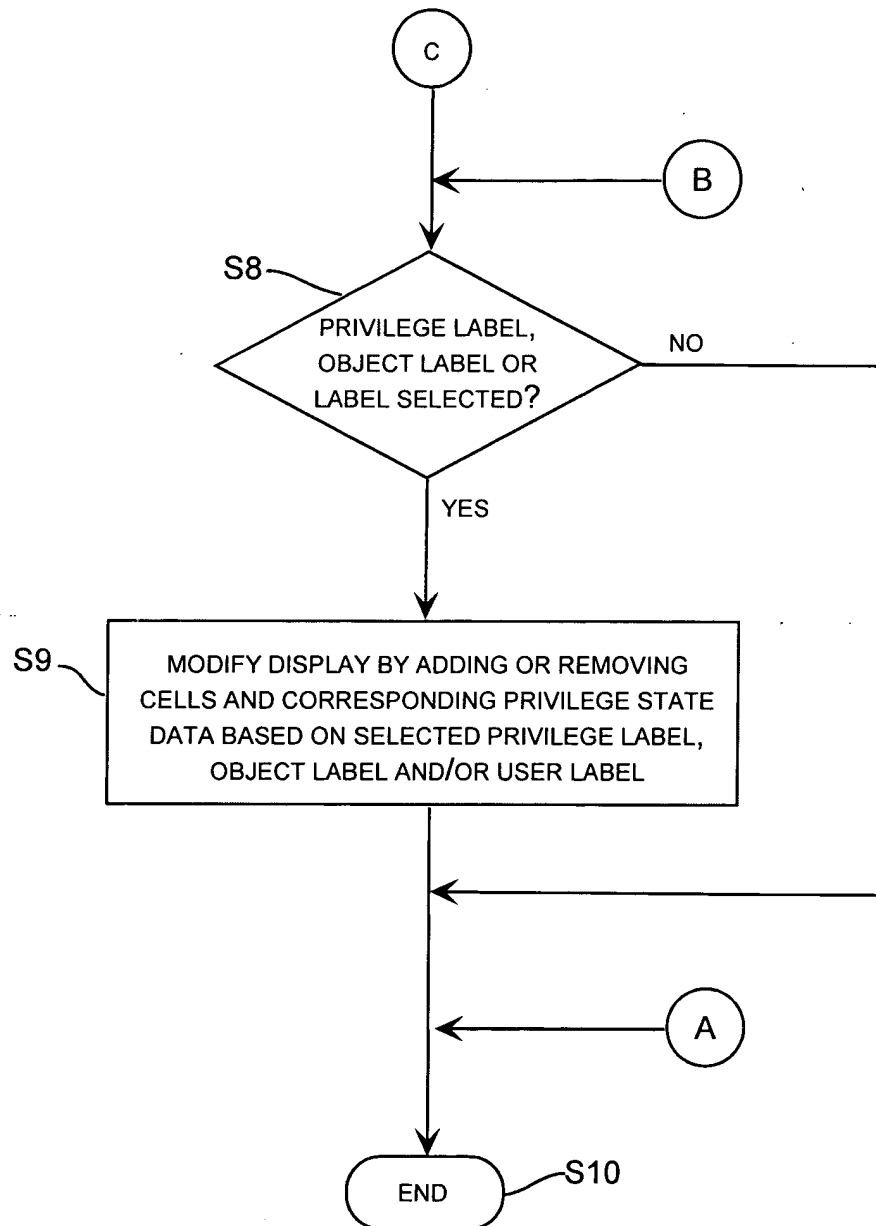 C
B
S8
PRIVILEGE LABEL,
OBJECT LABEL OR
LABEL SELECTED?
NO
YES
S9
MODIFY DISPLAY BY ADDING OR REMOVING
CELLS AND CORRESPONDING PRIVILEGE STATE
DATA BASED ON SELECTED PRIVILEGE LABEL,
OBJECT LABEL AND/OR USER LABEL
A
END
S10